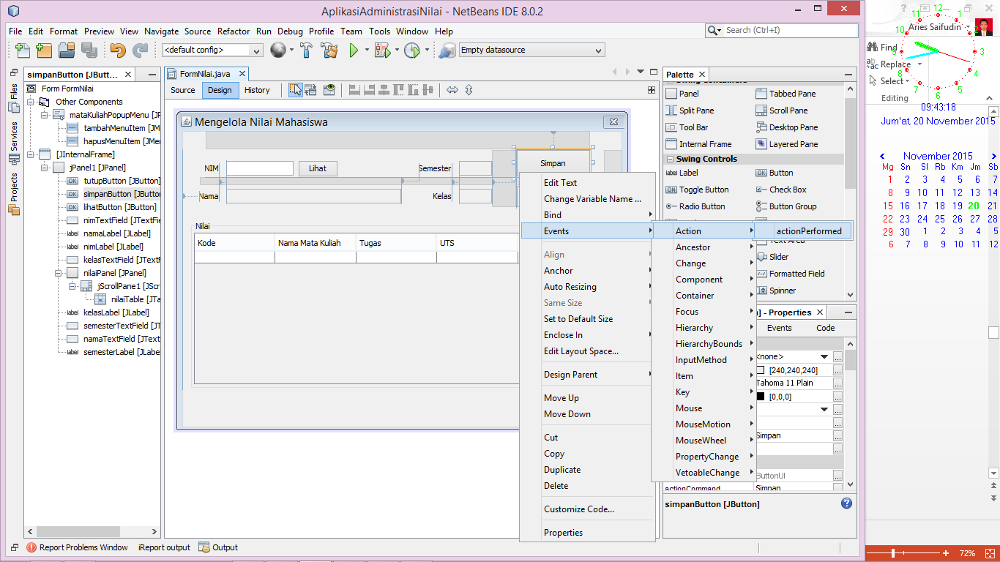 AplikasiAdministrasiNilai - NetBeans IDE 8.0.2
File Edit Format Preview View Navigate Source Refactor Run Debug Profile Team Tools Window Help
Search (Ctrl+I)
<default config>
Empty datasource
Files
Services
Projects
simpanButton [JButt...
Form FormNilai
Other Components
mataKuliahPopupMenu [JP
tambahMenuItem [JMe
hapusMenuItem [JMer
[JInternalFrame]
jPanel1 [JPanel]
tutupButton [JButton]
simpanButton [JButton
lihatButton [JButton]
nimTextField [JTextFi
namaLabel [JLabel]
nimLabel [JLabel]
kelasTextField [JTextF
nilaiPanel [JPanel]
jScrollPane1 [JScr
nilaiTable [JTa
kelasLabel [JLabel]
semesterTextField [JT
namaTextField [JText
semesterLabel [JLabe
FormNilai.java
Source Design History
Mengelola Nilai Mahasiswa
NIM
Lihat
Semester
Simpan
Nama
Kelas
Nilai
Kode Nama Mata Kuliah Tugas UTS
Edit Text
Change Variable Name ...
Bind
Events
Align
Anchor
Auto Resizing
Same Size
Set to Default Size
Enclose In
Edit Layout Space...
Design Parent
Move Up
Move Down
Cut
Copy
Duplicate
Delete
Customize Code...
Properties
Action
Ancestor
Change
Component
Container
Focus
Hierarchy
HierarchyBounds
InputMethod
Item
Key
Mouse
MouseMotion
MouseWheel
PropertyChange
VetoableChange
actionPerformed
Palette
Panel Tabbed Pane
Split Pane Scroll Pane
Tool Bar Desktop Pane
Internal Frame Layered Pane
Swing Controls
Label Button
Toggle Button Check Box
Radio Button Button Group
Text Area
Slider
Formatted Field
Spinner
] - Properties
Events Code
<none>
[240,240,240]
Tahoma 11 Plain
[0,0,0]
Simpan
ButtonUI
actionCommand Simpan
simpanButton [JButton]
Report Problems Window iReport output Output
Aries Saifudin
Find
Replace
Select
Editing
12
1
2
3
4
5
6
7
8
9
10
11
09:43:18
Jum'at, 20 November 2015
November 2015
Mg Sn Sl Rb Km Jm Sb
1 2 3 4 5 6 7
8 9 10 11 12 13 14
15 16 17 18 19 20 21
22 23 24 25 26 27 28
29 30 1 2 3 4 5
6 7 8 9 10 11 12
72%